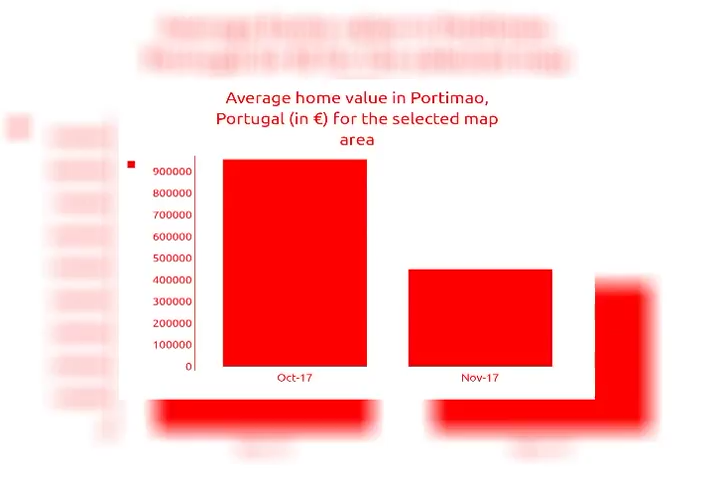 Average home value in Portimao,
Portugal (in €) for the selected map
area
900000
800000
700000
600000
500000
400000
300000
200000
100000
0
Oct-17
Nov-17